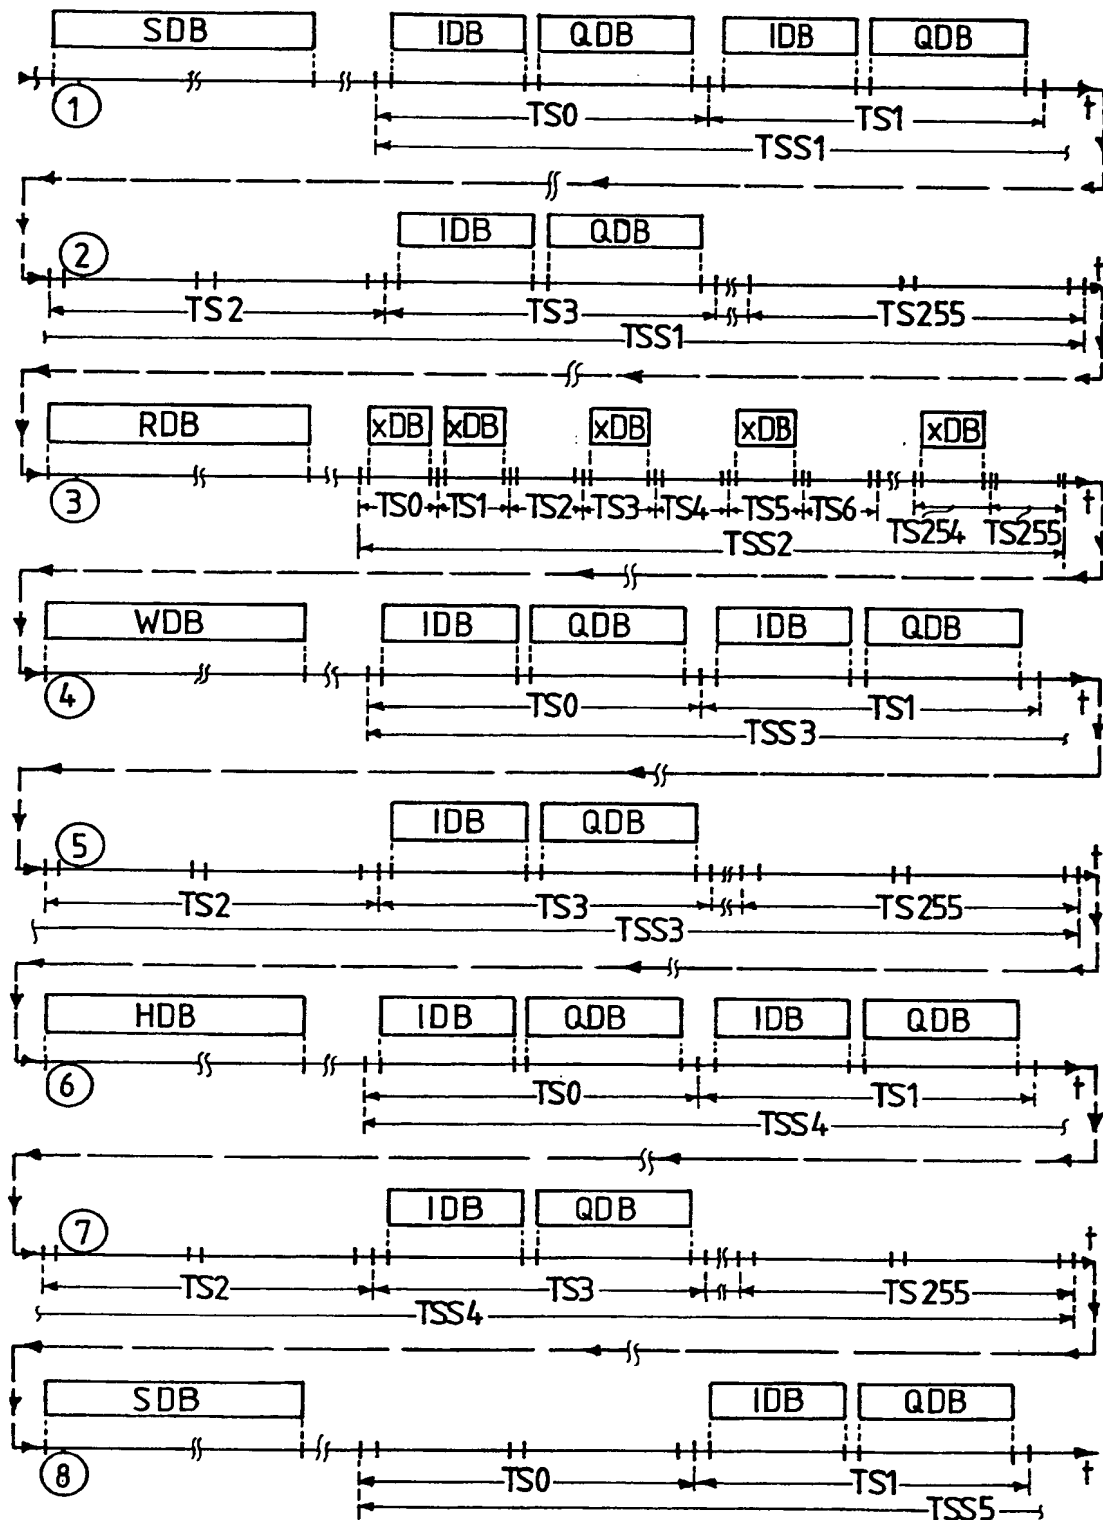 SDB IDB QDB IDB QDB
1 t
TS0 TS1
TSS1
IDB QDB
2 t
TS2 TS3 TS255
TSS1
RDB xDB xDB xDB xDB xDB
3 t
TS0 TS1 TS2 TS3 TS4 TS5 TS6 TS254 TS255
TSS2
WDB IDB QDB IDB QDB
4 t
TS0 TS1
TSS3
IDB QDB
5 t
TS2 TS3 TS255
TSS3
HDB IDB QDB IDB QDB
6 t
TS0 TS1
TSS4
IDB QDB
7 t
TS2 TS3 TS255
TSS4
SDB IDB QDB
8 t
TS0 TS1
TSS5